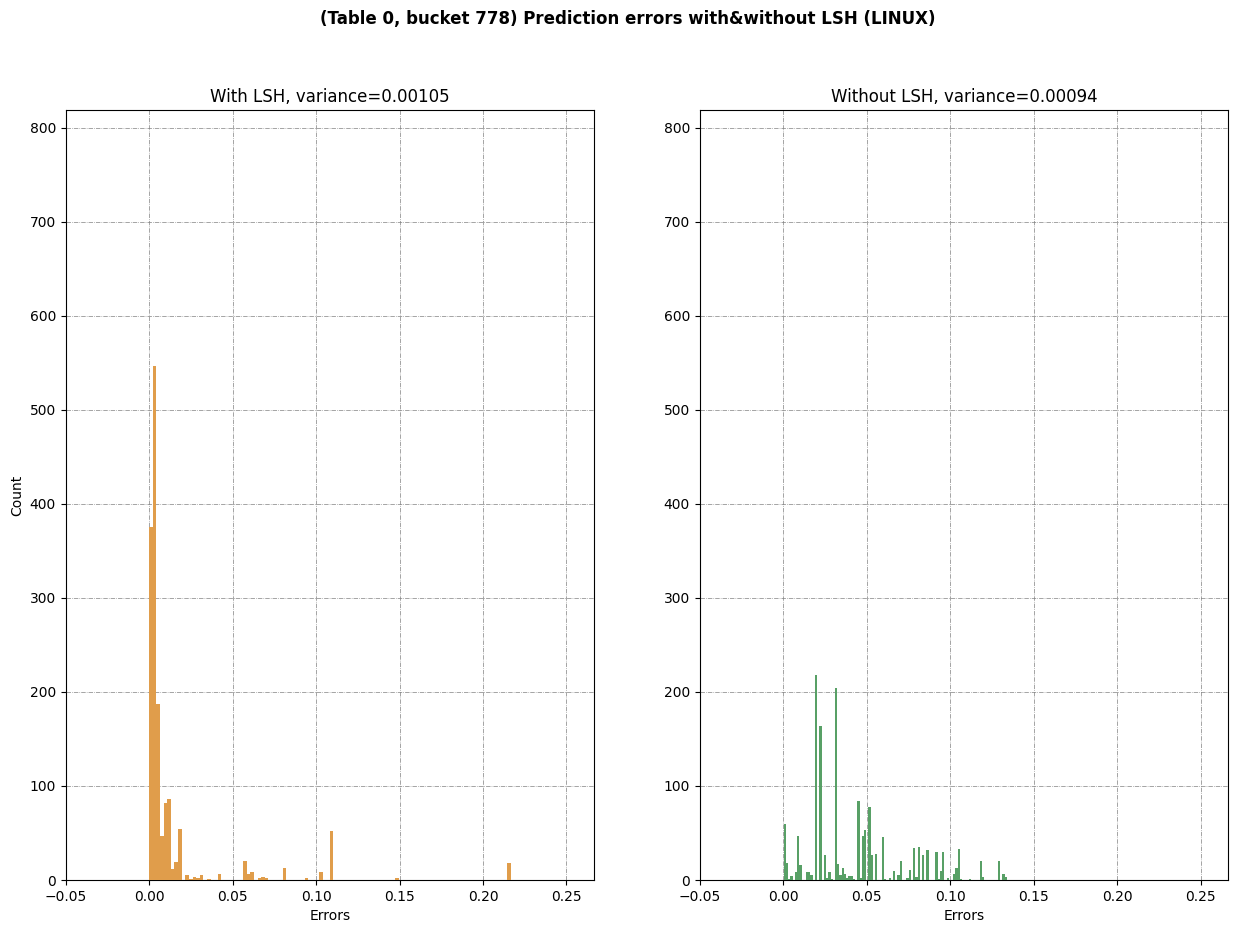 (Table 0, bucket 778) Prediction errors with&without LSH (LINUX)
With LSH, variance=0.00105
800
700
600
500
400
300
200
100
0
Count
−0.05 0.00 0.05 0.10 0.15 0.20 0.25
Errors
Without LSH, variance=0.00094
800
700
600
500
400
300
200
100
0
−0.05 0.00 0.05 0.10 0.15 0.20 0.25
Errors